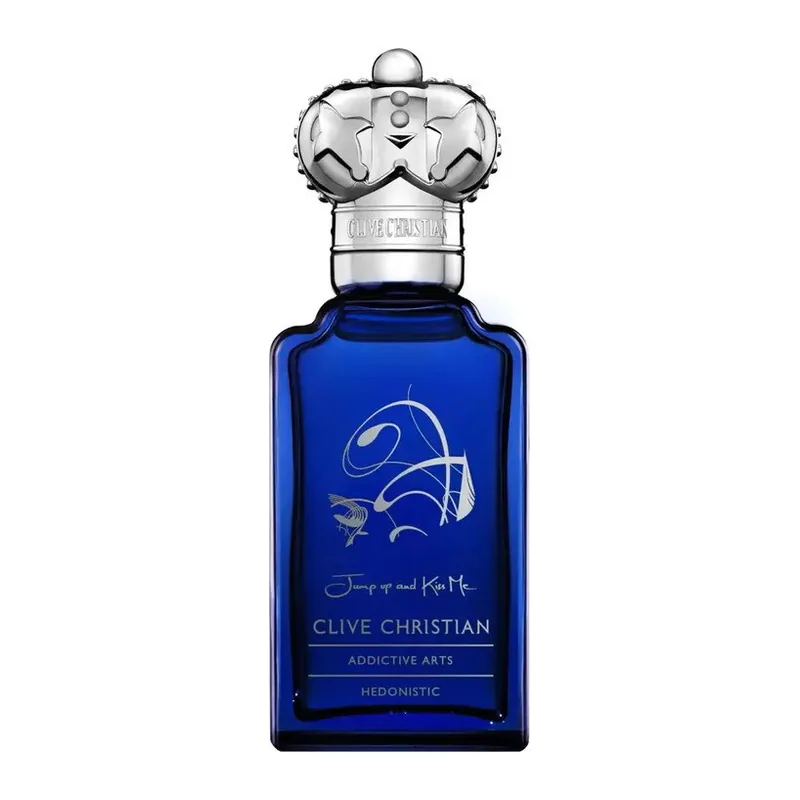 CLIVE CHRISTIAN
Jump up and Kiss Me
CLIVE CHRISTIAN
ADDICTIVE ARTS
HEDONISTIC